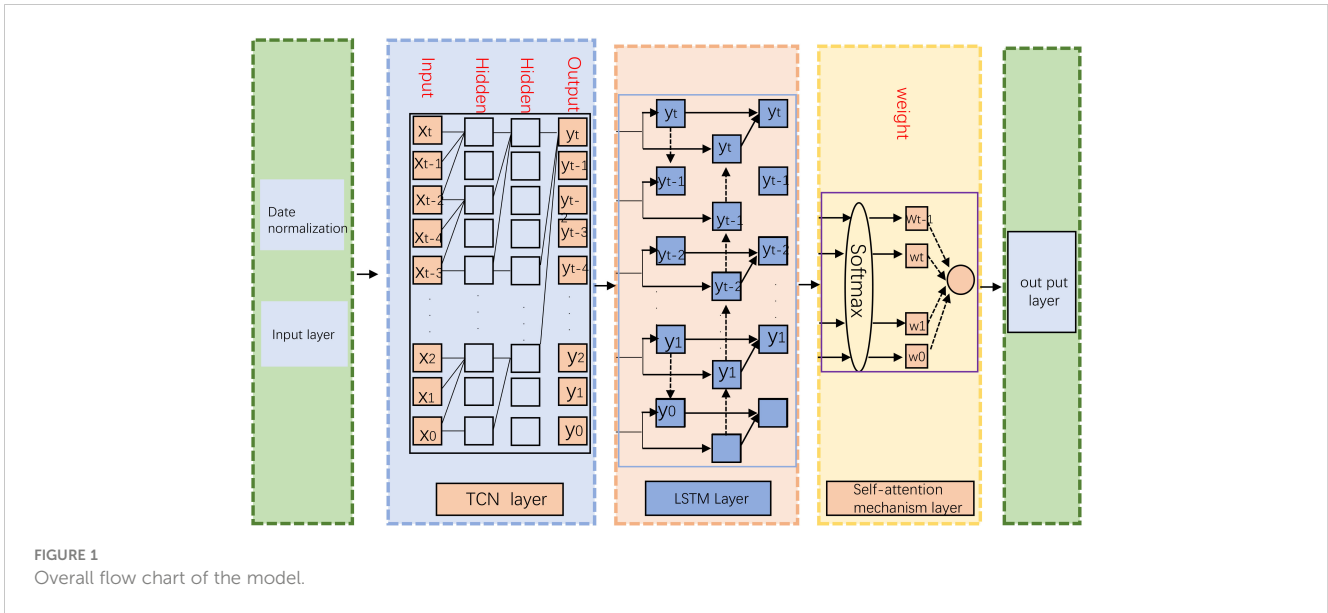 Date
normalization
Input layer
Input
Hidden
Hidden
Output
xt
xt-1
xt-2
xt-4
xt-3
x2
x1
x0
yt
yt-1
yt-2
yt-3
yt-4
y2
y1
y0
TCN layer
yt
yt-1
yt-2
y1
y0
yt
yt-1
yt-2
y1
yt
yt-1
yt-2
y1
LSTM Layer
weight
Softmax
Wt-1
wt
w1
w0
Self-attention
mechanism layer
out put
layer
FIGURE 1
Overall flow chart of the model.